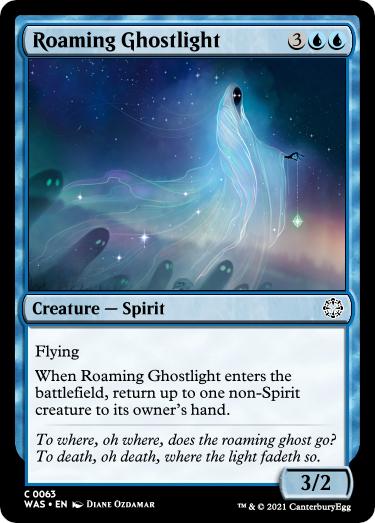 Roaming Ghostlight 3
Creature — Spirit
Flying
When Roaming Ghostlight enters the
battlefield, return up to one non-Spirit
creature to its owner's hand.
To where, oh where, does the roaming ghost go?
To death, oh death, where the light fadeth so.
3/2
C 0063
WAS • EN Diane Ozdamar
™ & © 2021 CanterburyEgg